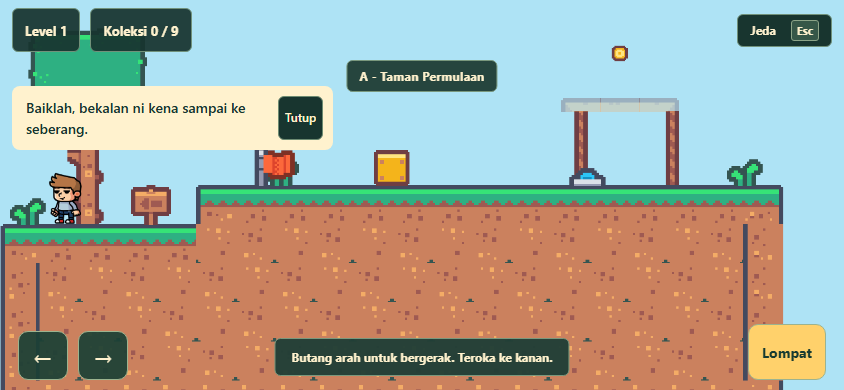 Level 1
Koleksi 0 / 9
Jeda Esc
A - Taman Permulaan
Baiklah, bekalan ni kena sampai ke
seberang.
Tutup
←
→
Butang arah untuk bergerak. Teroka ke kanan.
Lompat